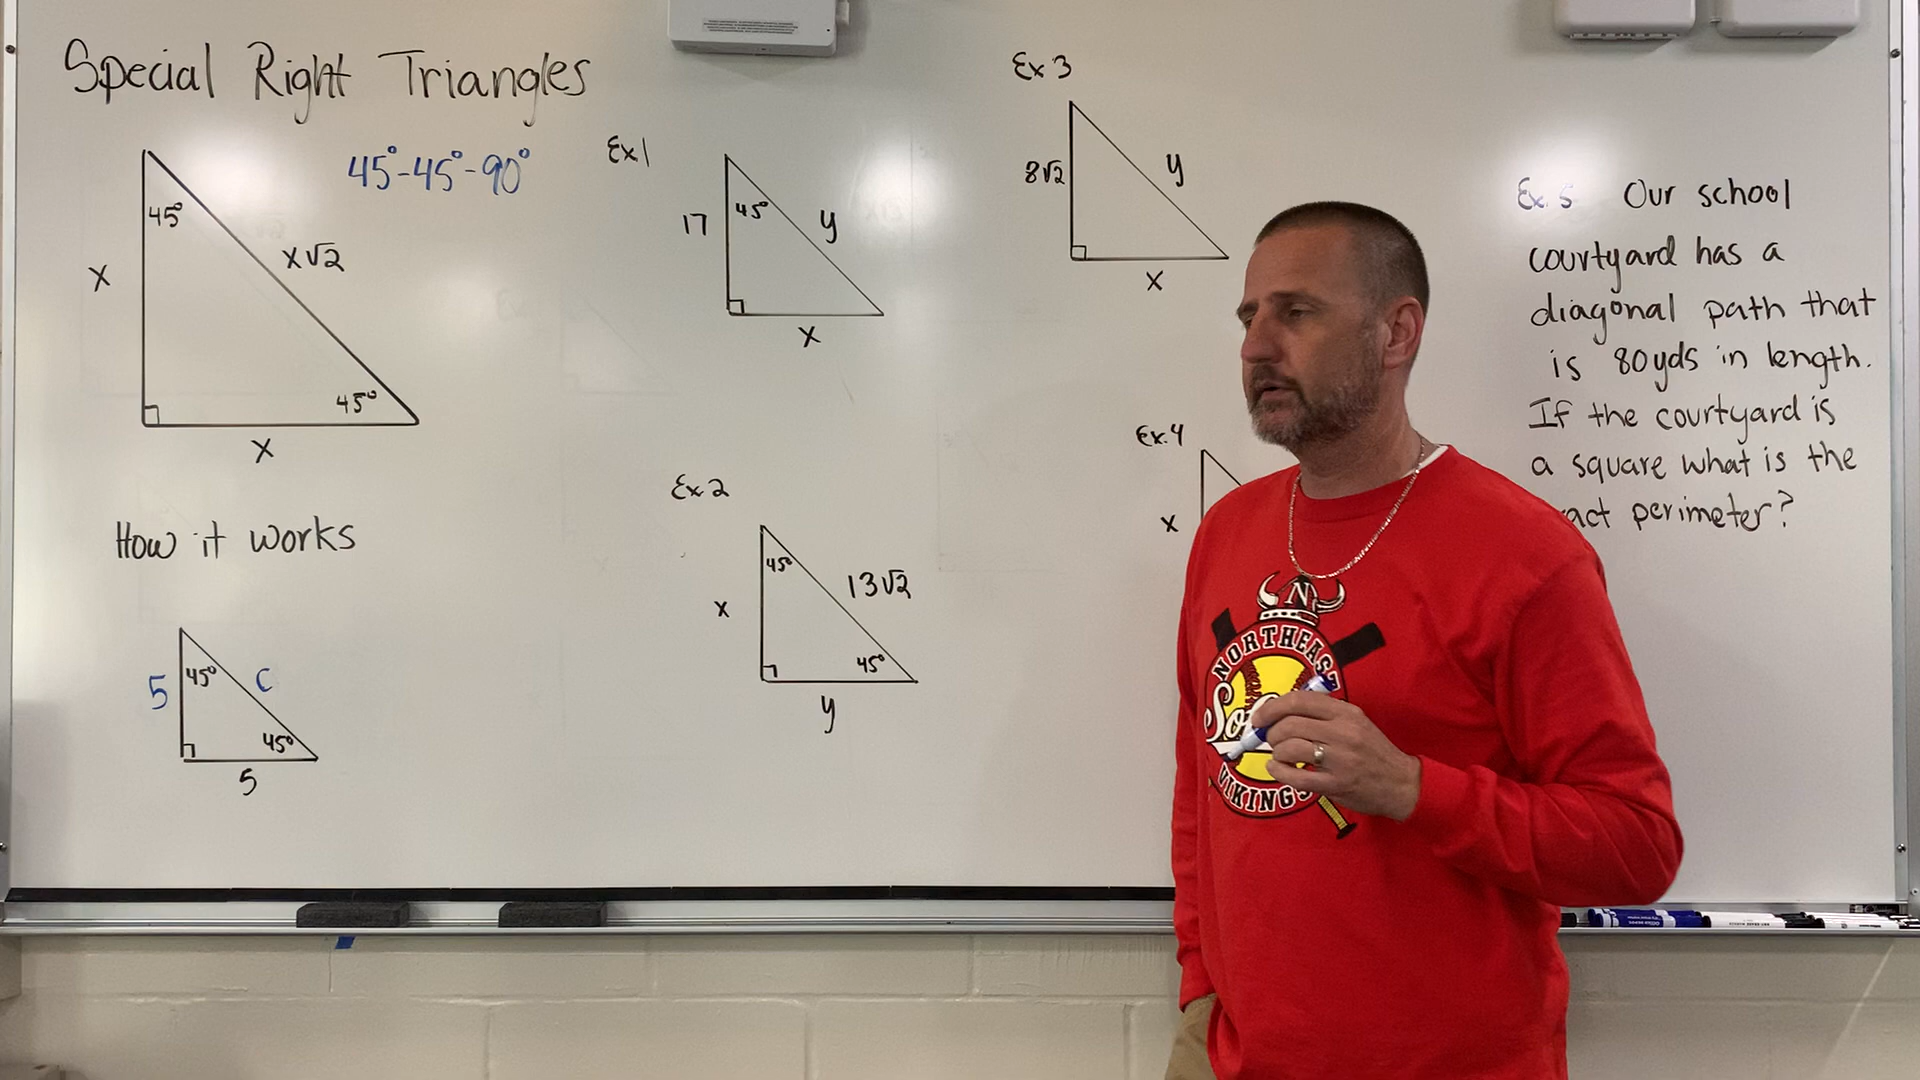 Special Right Triangles
45°-45°-90°
45°
x
x√2
45°
x
How it works
5
45°
c
45°
5
Ex 1
17
45°
y
x
Ex 2
45°
x
13√2
45°
y
Ex 3
8√2
y
x
Ex. 4
x
Ex. 5 Our school
courtyard has a
diagonal path that
is 80yds in length.
If the courtyard is
a square what is the
act perimeter?
N
NORTHEAST
VIKINGS